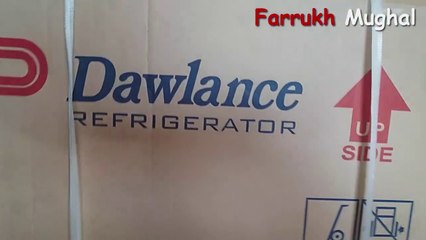 Farrukh Mughal
Dawlance
REFRIGERATOR
UP
SIDE